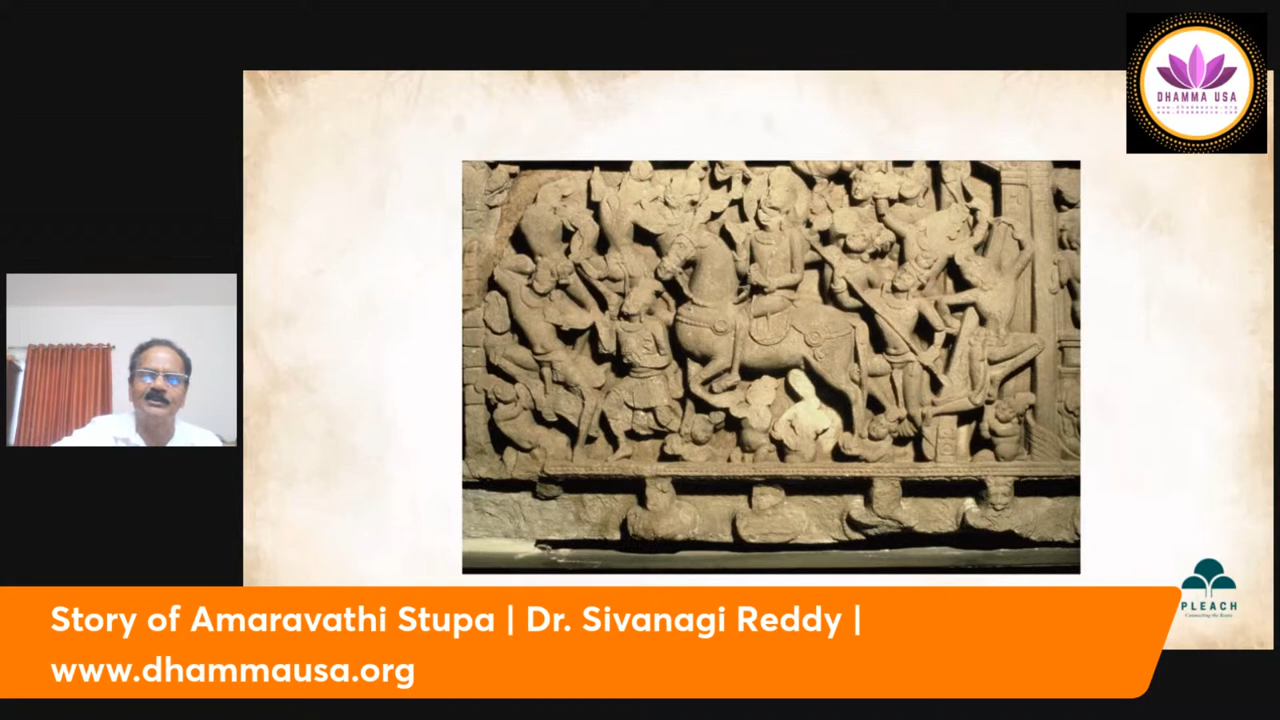 DHAMMA USA
PLEACH
Story of Amaravathi Stupa | Dr. Sivanagi Reddy |
www.dhammausa.org